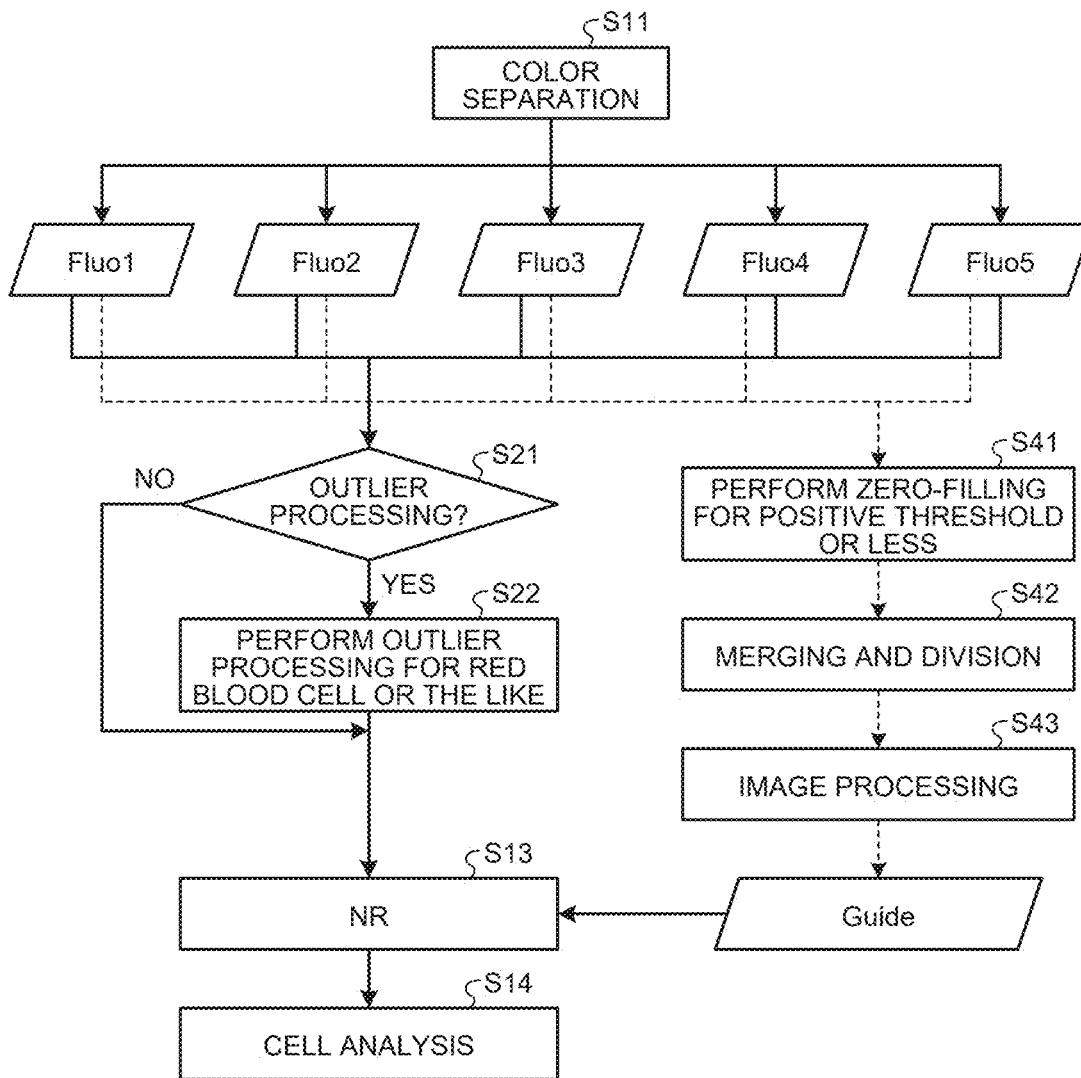 S11
COLOR
SEPARATION
Fluo1
Fluo2
Fluo3
Fluo4
Fluo5
S21
NO
OUTLIER
PROCESSING?
YES
S22
PERFORM OUTLIER
PROCESSING FOR RED
BLOOD CELL OR THE LIKE
S41
PERFORM ZERO-FILLING
FOR POSITIVE THRESHOLD
OR LESS
S42
MERGING AND DIVISION
S43
IMAGE PROCESSING
S13
NR
Guide
S14
CELL ANALYSIS